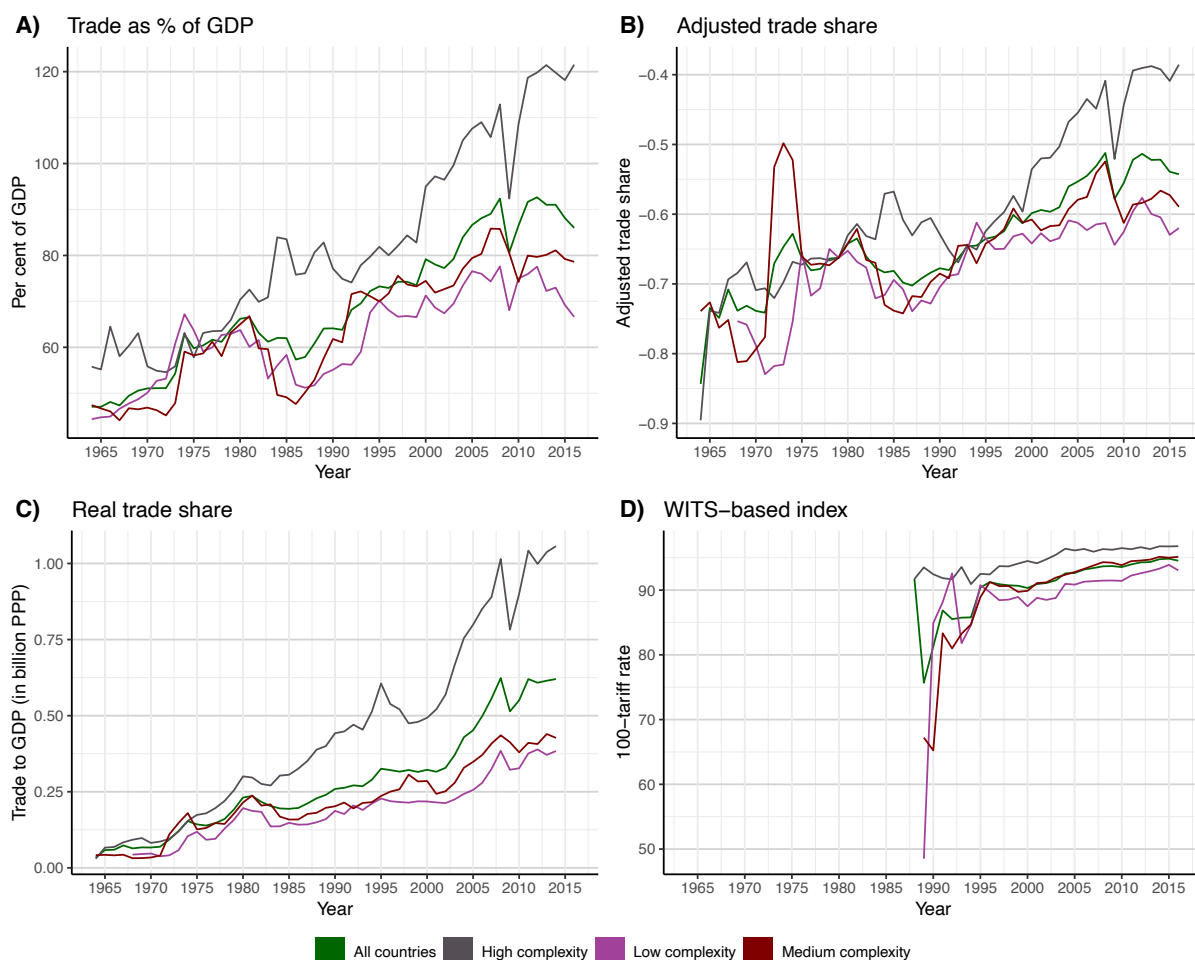 A) Trade as % of GDP
Per cent of GDP
120
100
80
60
1965 1970 1975 1980 1985 1990 1995 2000 2005 2010 2015
Year
B) Adjusted trade share
Adjusted trade share
−0.4
−0.5
−0.6
−0.7
−0.8
−0.9
1965 1970 1975 1980 1985 1990 1995 2000 2005 2010 2015
Year
C) Real trade share
Trade to GDP (in billion PPP)
1.00
0.75
0.50
0.25
0.00
1965 1970 1975 1980 1985 1990 1995 2000 2005 2010 2015
Year
D) WITS−based index
100−tariff rate
90
80
70
60
50
1965 1970 1975 1980 1985 1990 1995 2000 2005 2010 2015
Year
All countries High complexity Low complexity Medium complexity